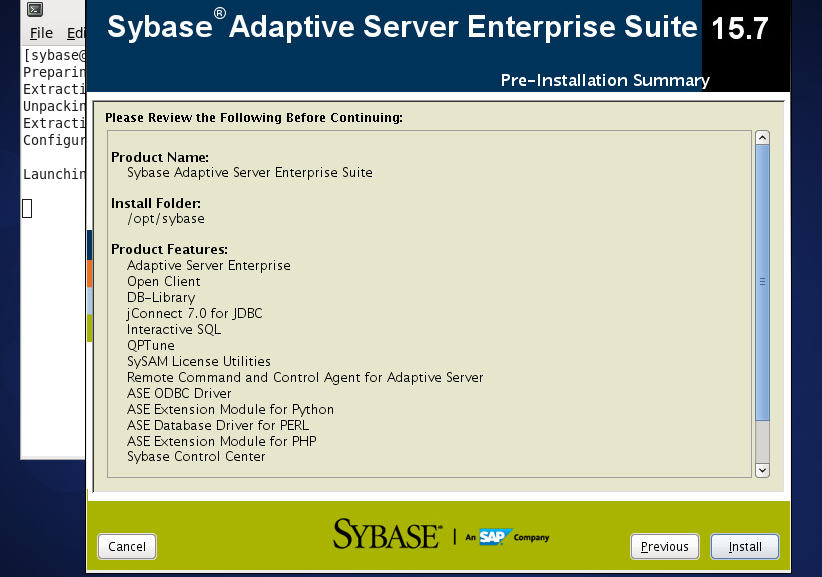 Sybase® Adaptive Server Enterprise Suite 15.7
Pre-Installation Summary
File Edi
[sybase@
Preparin
Extracti
Unpackin
Extracti
Configur
Launchin
Please Review the Following Before Continuing:
Product Name:
Sybase Adaptive Server Enterprise Suite
Install Folder:
/opt/sybase
Product Features:
Adaptive Server Enterprise
Open Client
DB-Library
jConnect 7.0 for JDBC
Interactive SQL
QPTune
SySAM License Utilities
Remote Command and Control Agent for Adaptive Server
ASE ODBC Driver
ASE Extension Module for Python
ASE Database Driver for PERL
ASE Extension Module for PHP
Sybase Control Center
SYBASE® | An SAP Company
Cancel
Previous
Install